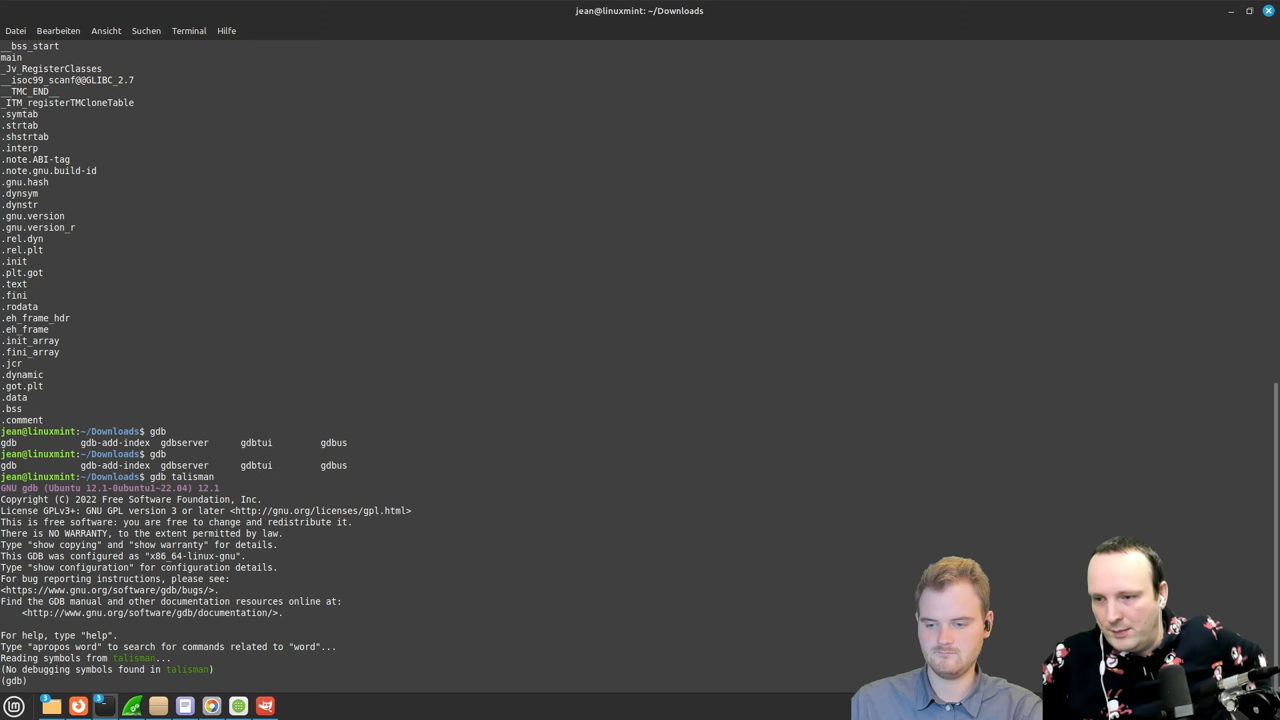 jean@linuxmint: ~/Downloads
Datei Bearbeiten Ansicht Suchen Terminal Hilfe
__bss_start
main
_Jv_RegisterClasses
__isoc99_scanf@@GLIBC_2.7
__TMC_END__
_ITM_registerTMCloneTable
.symtab
.strtab
.shstrtab
.interp
.note.ABI-tag
.note.gnu.build-id
.gnu.hash
.dynsym
.dynstr
.gnu.version
.gnu.version_r
.rel.dyn
.rel.plt
.init
.plt.got
.text
.fini
.rodata
.eh_frame_hdr
.eh_frame
.init_array
.fini_array
.jcr
.dynamic
.got.plt
.data
.bss
.comment
jean@linuxmint:~/Downloads$ gdb
gdb gdb-add-index gdbserver gdbtui gdbus
jean@linuxmint:~/Downloads$ gdb
gdb gdb-add-index gdbserver gdbtui gdbus
jean@linuxmint:~/Downloads$ gdb talisman
GNU gdb (Ubuntu 12.1-0ubuntu1~22.04) 12.1
Copyright (C) 2022 Free Software Foundation, Inc.
License GPLv3+: GNU GPL version 3 or later <http://gnu.org/licenses/gpl.html>
This is free software: you are free to change and redistribute it.
There is NO WARRANTY, to the extent permitted by law.
Type "show copying" and "show warranty" for details.
This GDB was configured as "x86_64-linux-gnu".
Type "show configuration" for configuration details.
For bug reporting instructions, please see:
<https://www.gnu.org/software/gdb/bugs/>.
Find the GDB manual and other documentation resources online at:
<http://www.gnu.org/software/gdb/documentation/>.
For help, type "help".
Type "apropos word" to search for commands related to "word"...
Reading symbols from talisman...
(No debugging symbols found in talisman)
(gdb)
3 3